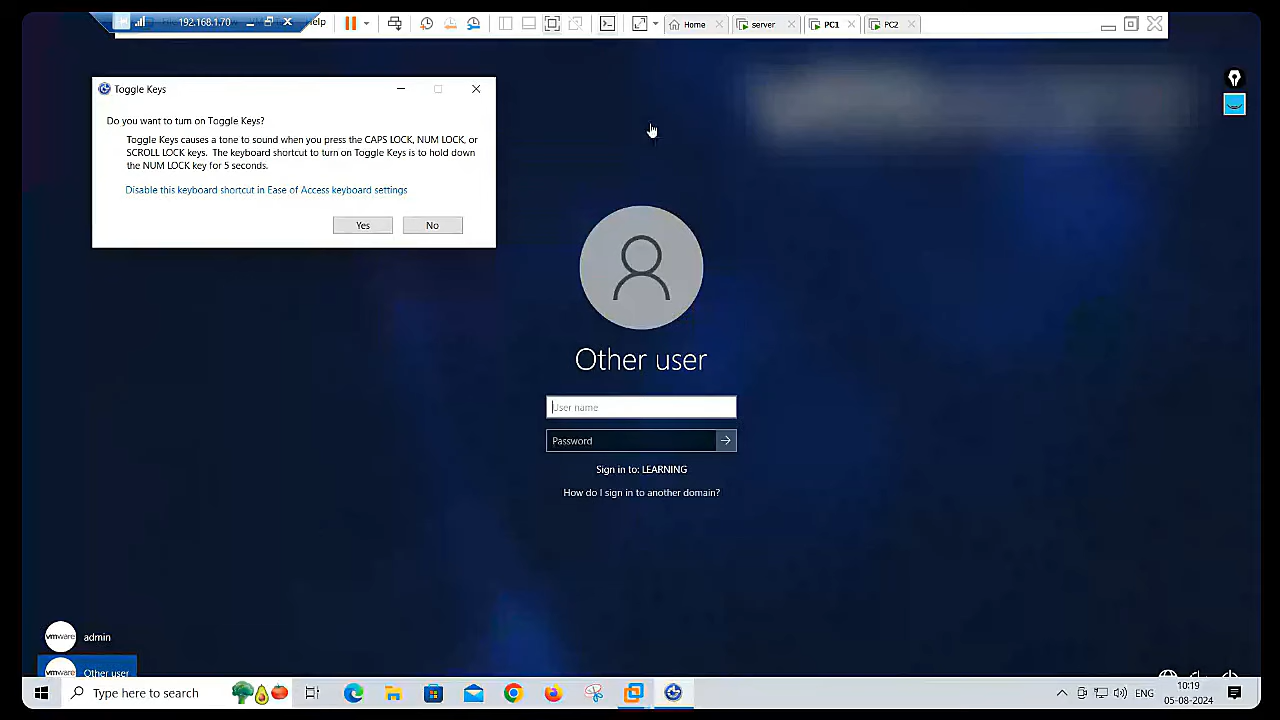 192.168.1.70
Help
Home
server
PC1
PC2
Toggle Keys
Do you want to turn on Toggle Keys?
Toggle Keys causes a tone to sound when you press the CAPS LOCK, NUM LOCK, or
SCROLL LOCK keys. The keyboard shortcut to turn on Toggle Keys is to hold down
the NUM LOCK key for 5 seconds.
Disable this keyboard shortcut in Ease of Access keyboard settings
Yes
No
Other user
User name
Password
Sign in to: LEARNING
How do I sign in to another domain?
vmware
admin
vmware
Other user
Type here to search
ENG
10:19
05-08-2024